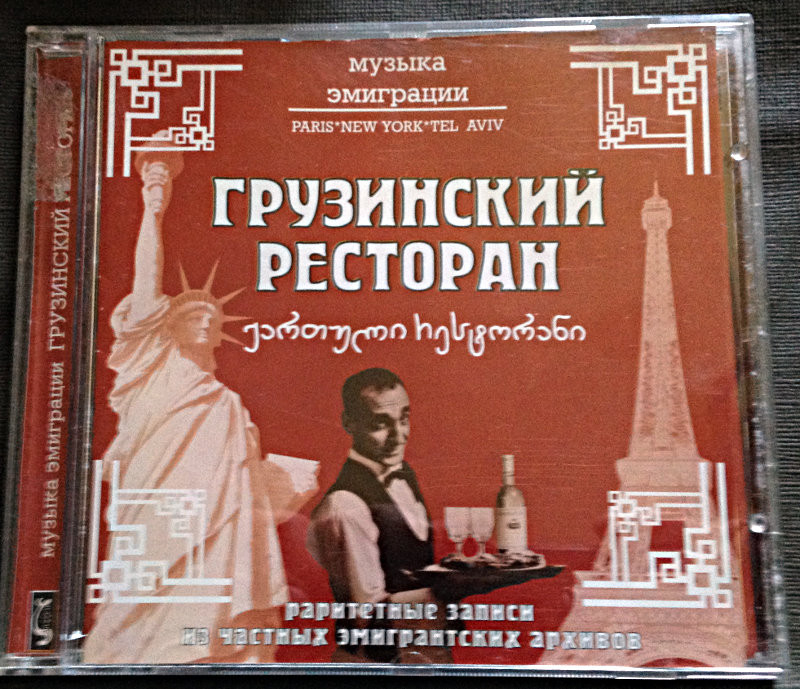 музыка
эмиграции
PARIS*NEW YORK*TEL AVIV
ГРУЗИНСКИЙ
РЕСТОРАН
ქართული რესტორანი
раритетные записи
из частных эмигрантских архивов
музыка эмиграции ГРУЗИНСКИЙ